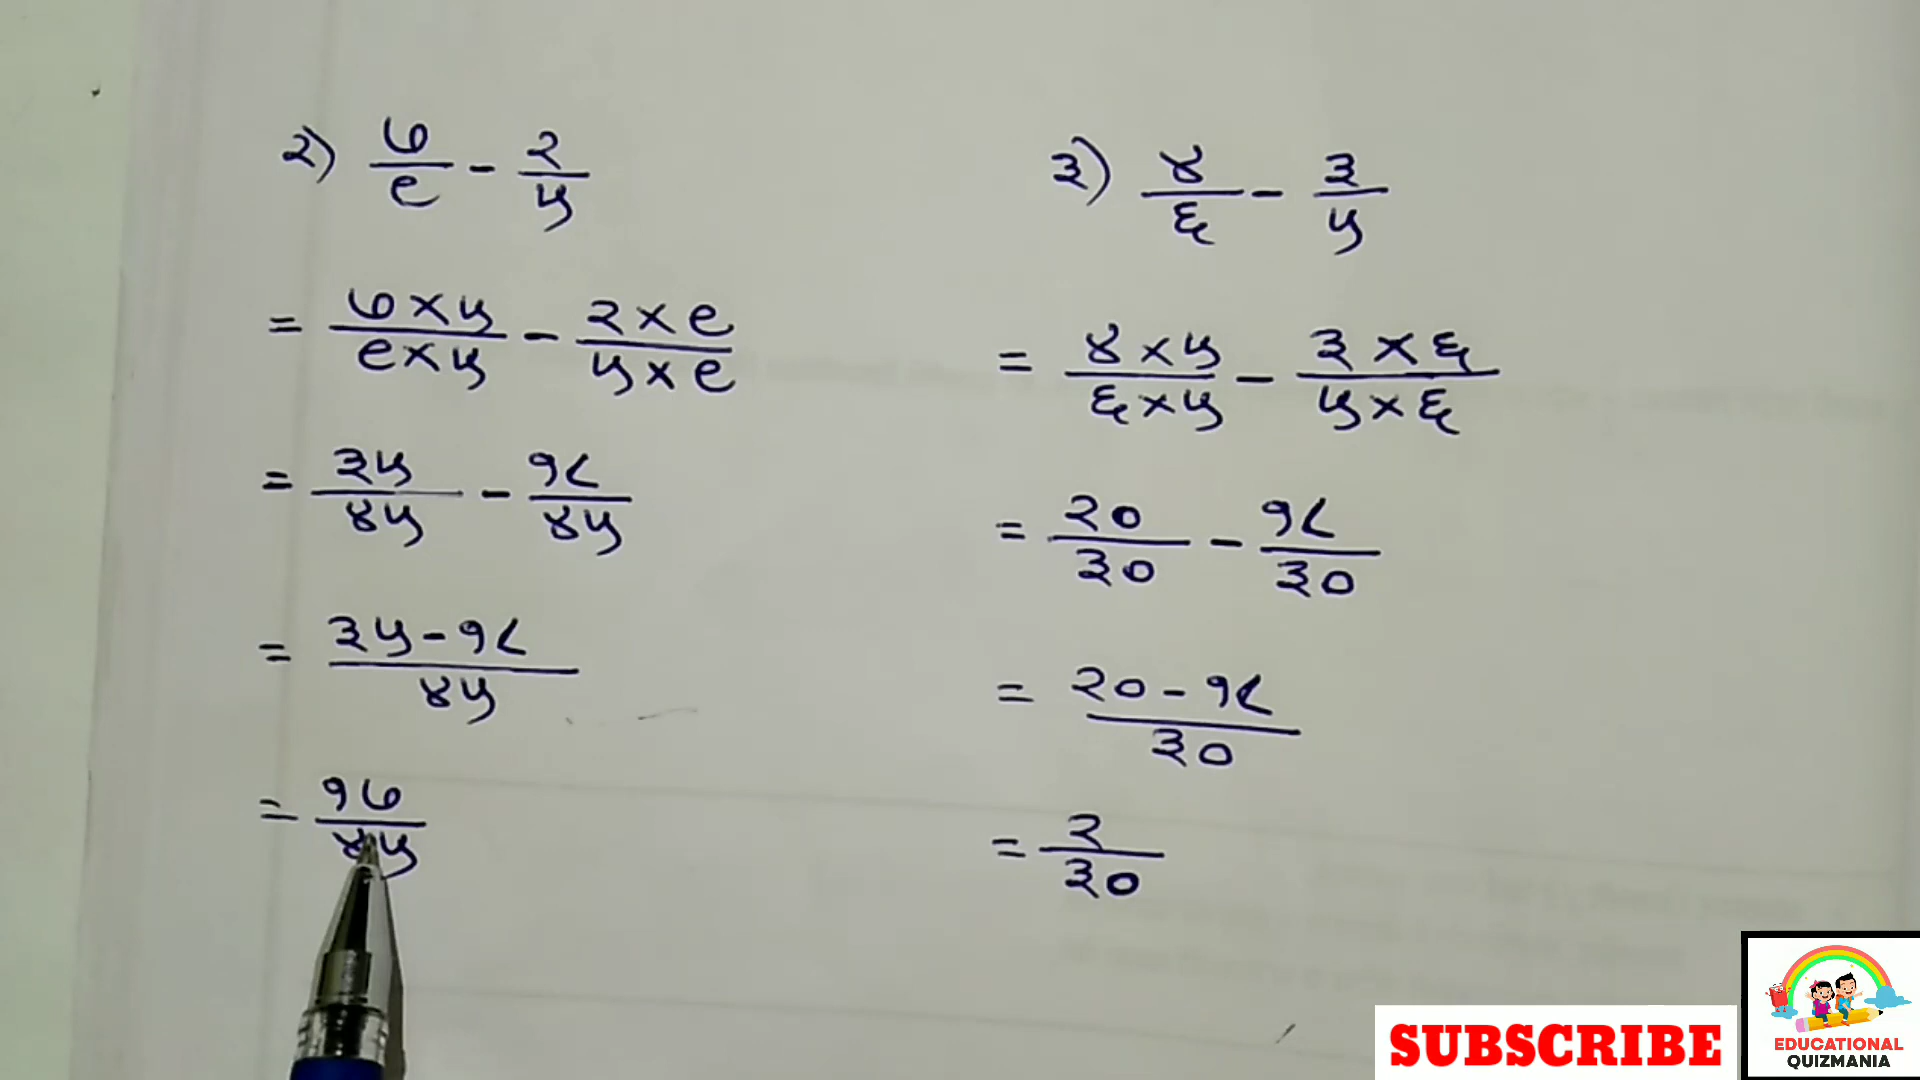 २) ७/९ - २/५
= ७×५/९×५ - २×९/५×९
= ३५/४५ - १८/४५
= ३५-१८/४५
= १७/४५
३) ४/६ - ३/५
= ४×५/६×५ - ३×६/५×६
= २०/३० - १८/३०
= २०-१८/३०
= २/३०
SUBSCRIBE
EDUCATIONAL
QUIZMANIA